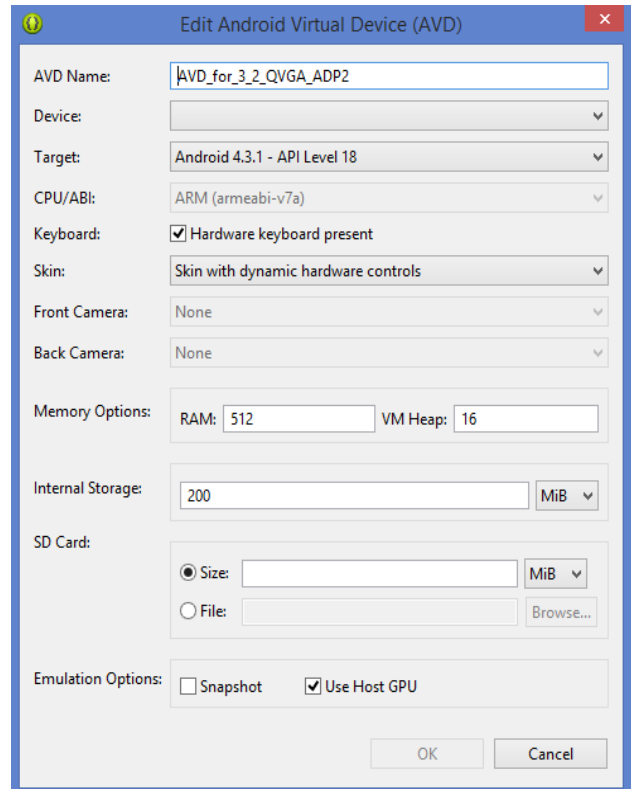 Edit Android Virtual Device (AVD)
AVD Name: AVD_for_3_2_QVGA_ADP2
Device:
Target: Android 4.3.1 - API Level 18
CPU/ABI: ARM (armeabi-v7a)
Keyboard: Hardware keyboard present
Skin: Skin with dynamic hardware controls
Front Camera: None
Back Camera: None
Memory Options: RAM: 512 VM Heap: 16
Internal Storage: 200 MiB
SD Card:
Size: MiB
File: Browse...
Emulation Options: Snapshot Use Host GPU
OK Cancel